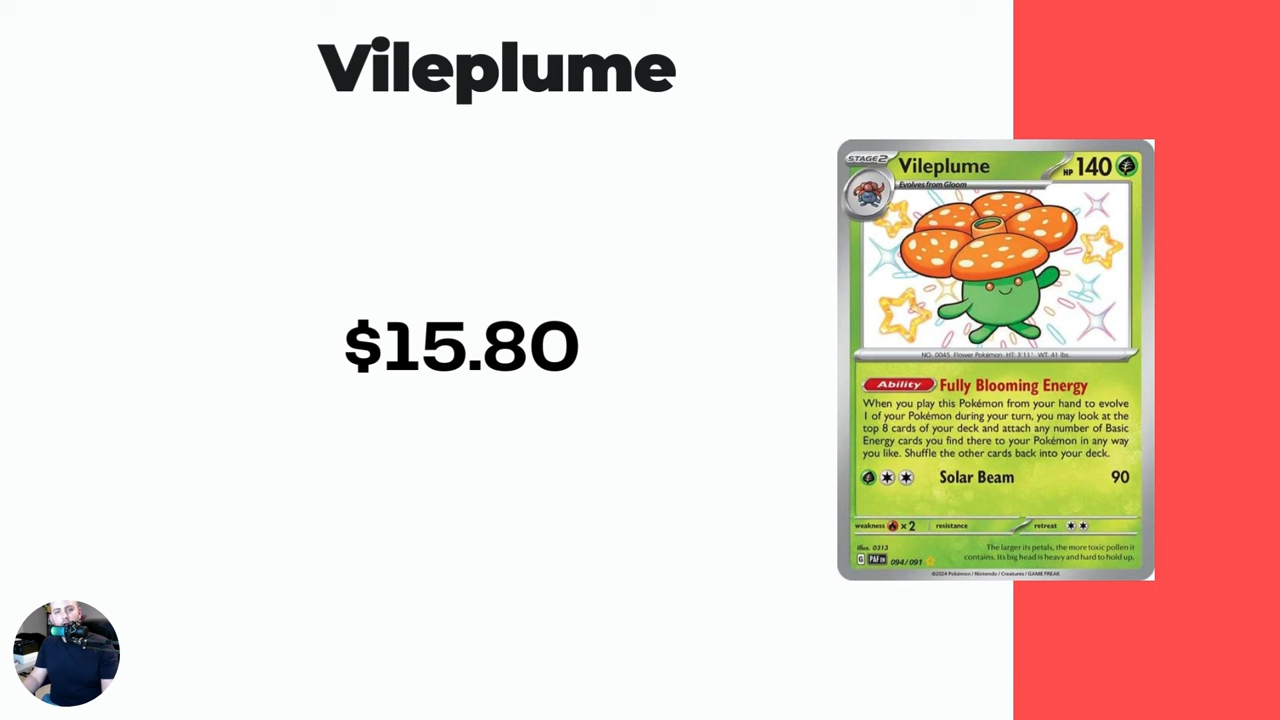 Vileplume
$15.80
STAGE2
Vileplume
HP 140
Evolves from Gloom
NO. 0045 Flower Pokémon HT: 3'11" WT: 41 lbs.
Ability Fully Blooming Energy
When you play this Pokémon from your hand to evolve
1 of your Pokémon during your turn, you may look at the
top 8 cards of your deck and attach any number of Basic
Energy cards you find there to your Pokémon in any way
you like. Shuffle the other cards back into your deck.
Solar Beam 90
weakness ×2 resistance retreat
Illus. 0313
The larger its petals, the more toxic pollen it
contains. Its big head is heavy and hard to hold up.
G PAF EN 094/091
©2024 Pokémon / Nintendo / Creatures / GAME FREAK